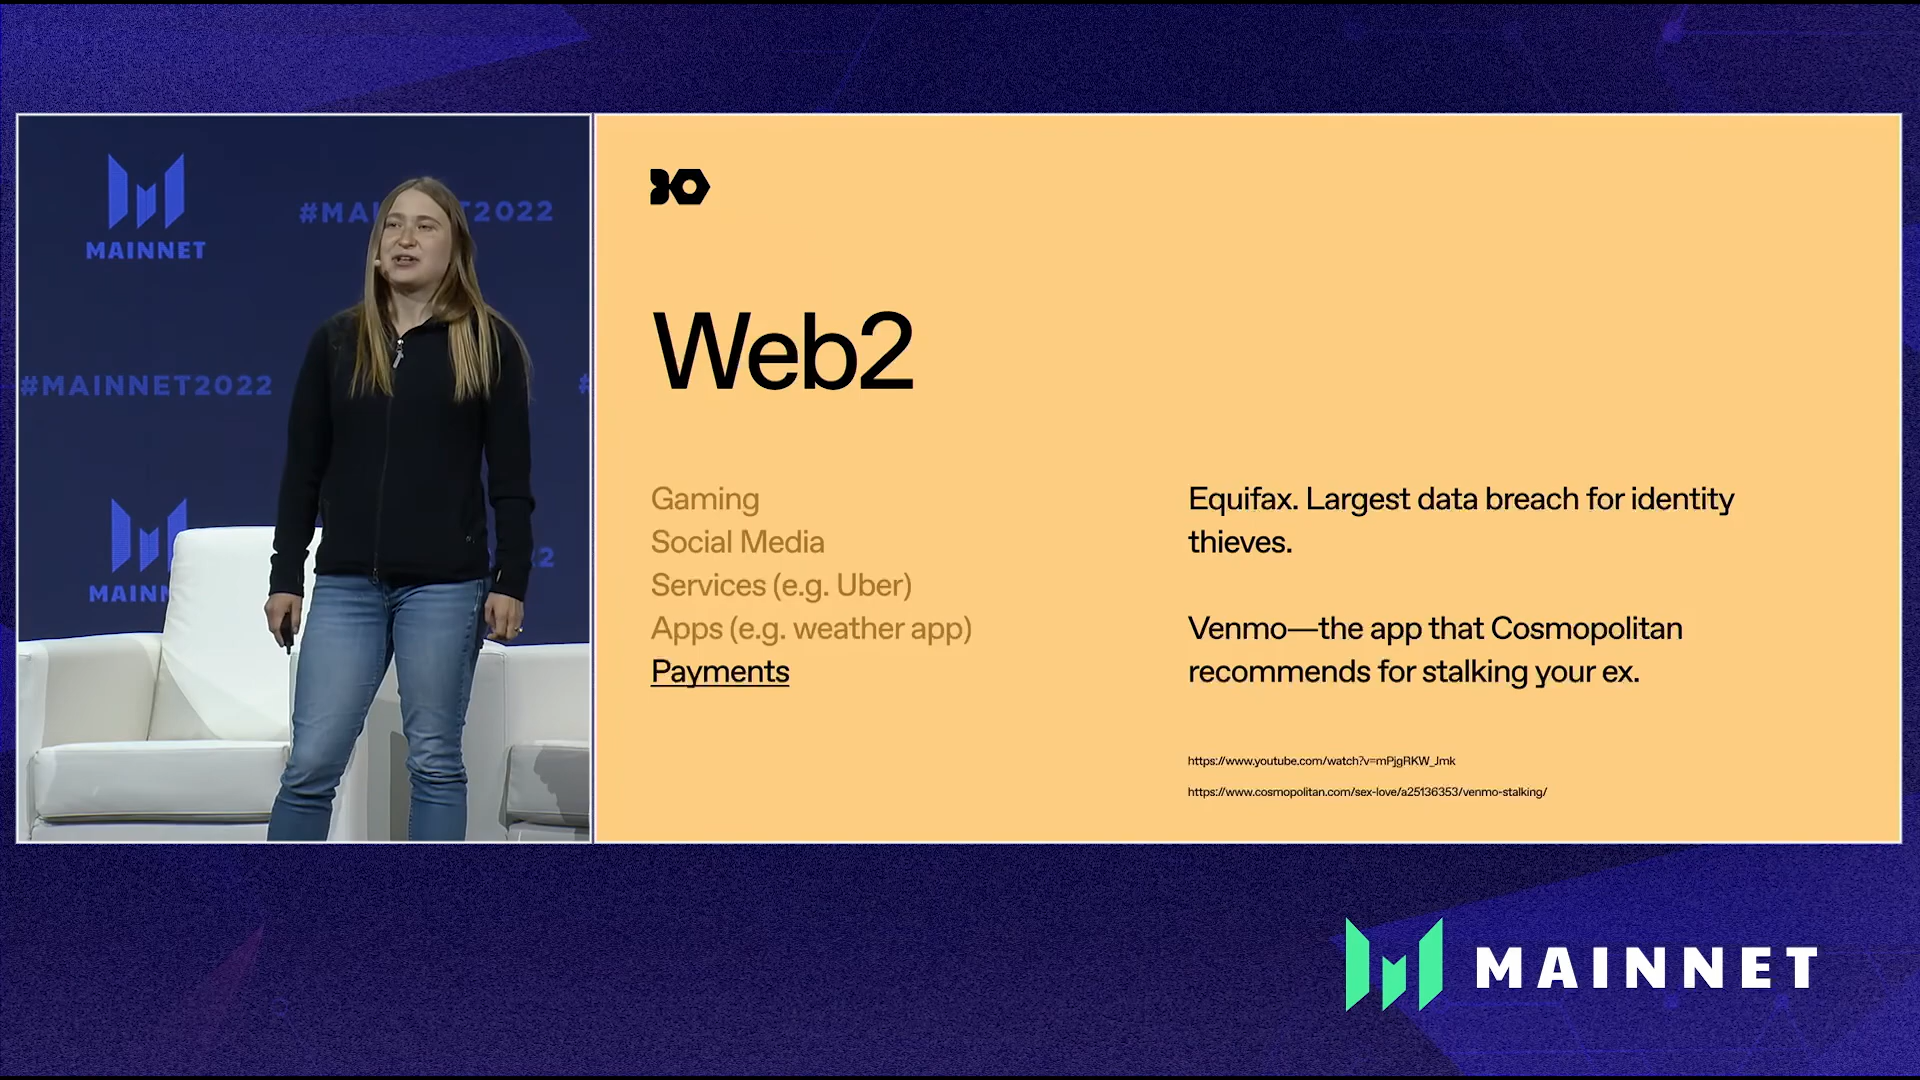 MAINNET
#MAINNET2022
#MAINNET2022
MAINN
2
Web2
Gaming
Social Media
Services (e.g. Uber)
Apps (e.g. weather app)
Payments
Equifax. Largest data breach for identity
thieves.
Venmo—the app that Cosmopolitan
recommends for stalking your ex.
https://www.youtube.com/watch?v=mPjgRKW_Jmk
https://www.cosmopolitan.com/sex-love/a25136353/venmo-stalking/
MAINNET